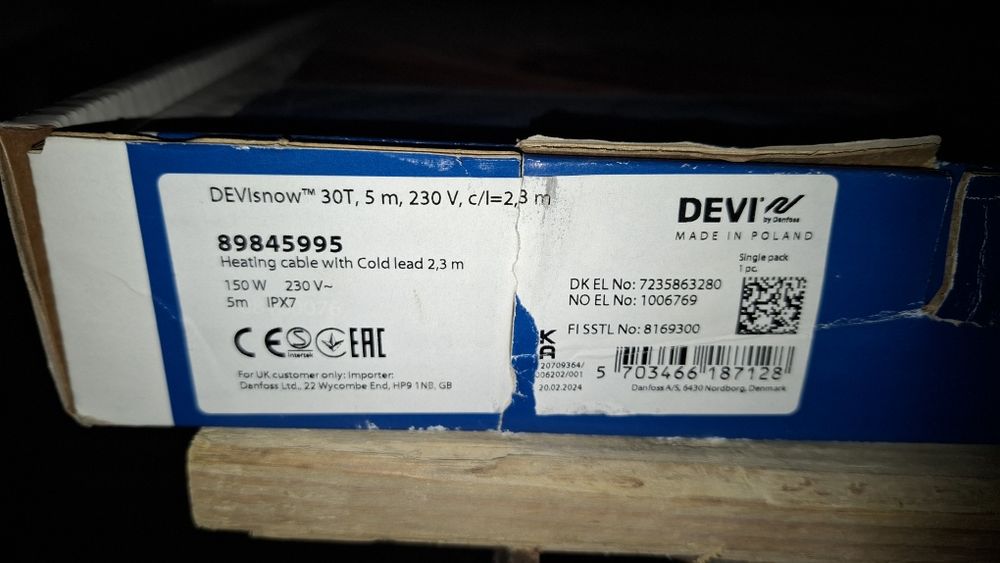 DEVIsnow™ 30T, 5 m, 230 V, c/l=2,3 m
89845995
Heating cable with Cold lead 2,3 m
150 W 230 V~
5m IPX7
CE S Intertek EAC
For UK customer only: Importer:
Danfoss Ltd., 22 Wycombe End, HP9 1NB, GB
DEVI
by Danfoss
MADE IN POLAND
Single pack
1 pc.
DK EL No: 7235863280
NO EL No: 1006769
FI SSTL No: 8169300
20709364/
006202/001
20.02.2024
5 703466 187128
Danfoss A/S, 6430 Nordborg, Denmark